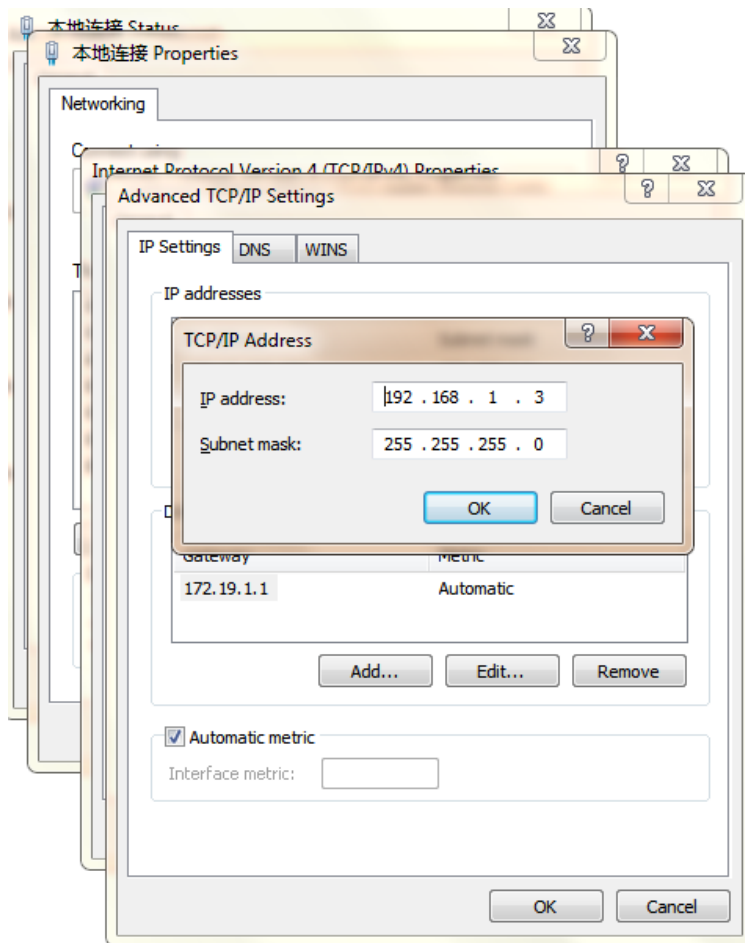 本地连接 Status
本地连接 Properties
Networking
Internet Protocol Version 4 (TCP/IPv4) Properties
Advanced TCP/IP Settings
IP Settings
DNS
WINS
IP addresses
TCP/IP Address
Subnet mask
IP address:
192 . 168 . 1 . 3
Subnet mask:
255 . 255 . 255 . 0
OK
Cancel
Gateway
Metric
172.19.1.1
Automatic
Add...
Edit...
Remove
Automatic metric
Interface metric:
OK
Cancel